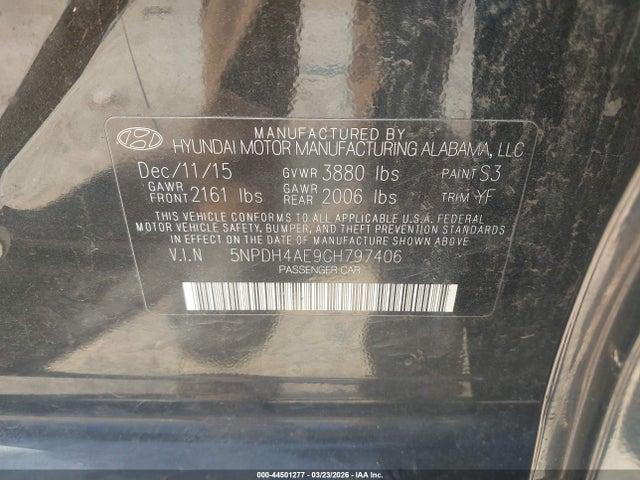 MANUFACTURED BY
HYUNDAI MOTOR MANUFACTURING ALABAMA, LLC
Dec/11/15 GVWR 3880 lbs PAINT S3
GAWR FRONT 2161 lbs GAWR REAR 2006 lbs TRIM YF
THIS VEHICLE CONFORMS TO ALL APPLICABLE U.S.A. FEDERAL
MOTOR VEHICLE SAFETY, BUMPER, AND THEFT PREVENTION STANDARDS
IN EFFECT ON THE DATE OF MANUFACTURE SHOWN ABOVE.
V.I.N 5NPDH4AE9GH797406
PASSENGER CAR
000-44501277 — 03/23/2026 — IAA INC.